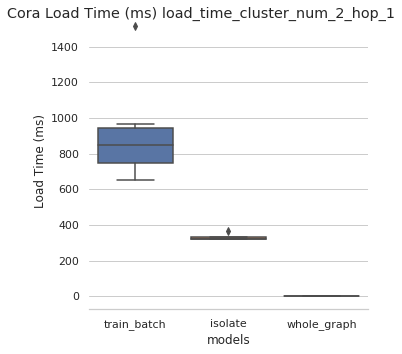 Cora Load Time (ms) load_time_cluster_num_2_hop_1
1400
1200
1000
800
600
400
200
0
Load Time (ms)
train_batch isolate whole_graph
models